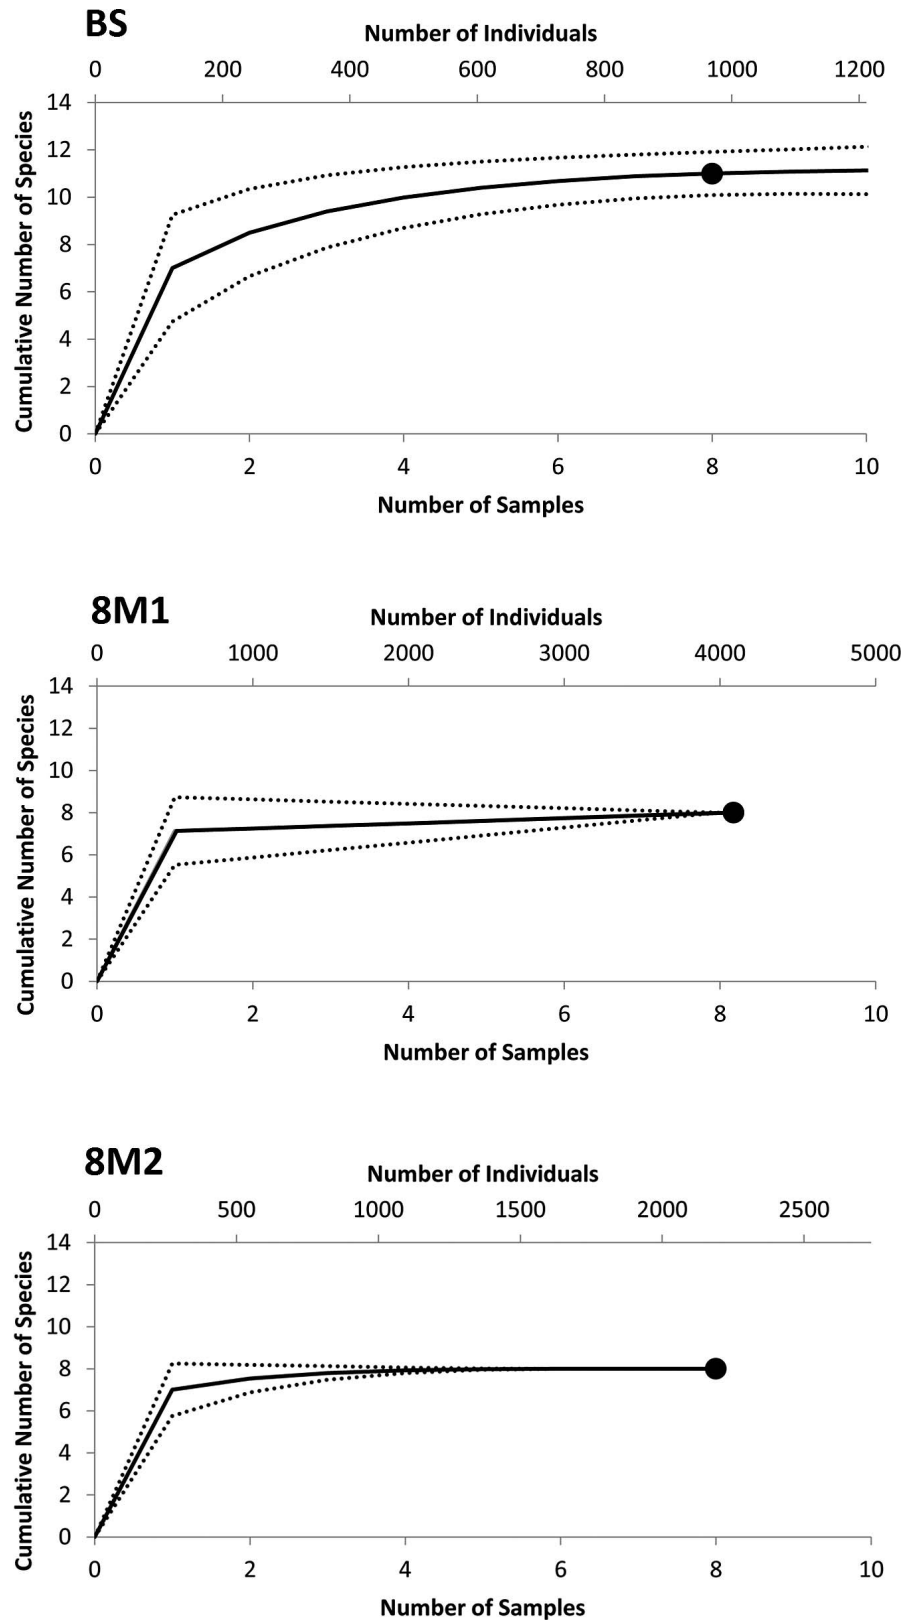 BS
Number of Individuals
0 200 400 600 800 1000 1200
14
12
10
8
6
4
2
0
Cumulative Number of Species
0 2 4 6 8 10
Number of Samples
8M1
Number of Individuals
0 1000 2000 3000 4000 5000
14
12
10
8
6
4
2
0
Cumulative Number of Species
0 2 4 6 8 10
Number of Samples
8M2
Number of Individuals
0 500 1000 1500 2000 2500
14
12
10
8
6
4
2
0
Cumulative Number of Species
0 2 4 6 8 10
Number of Samples